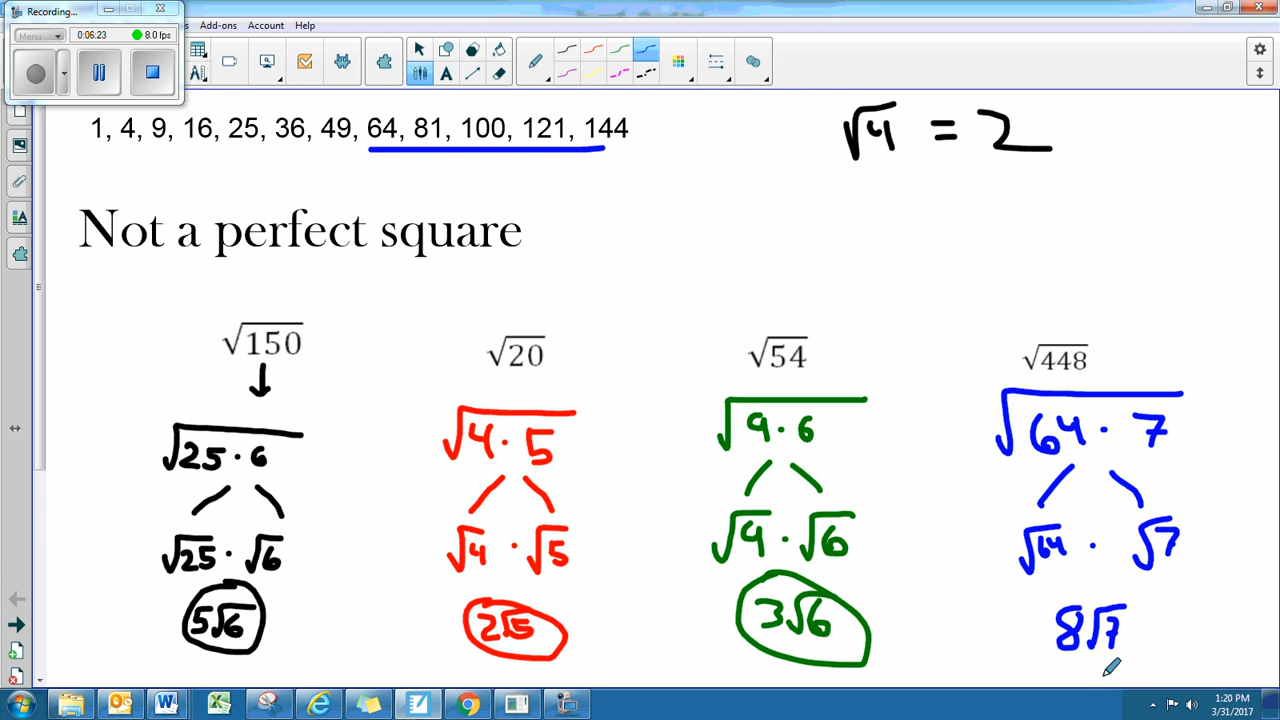 Recording...
Menu 0:06:23 8.0 fps
Add-ons Account Help
1, 4, 9, 16, 25, 36, 49, 64, 81, 100, 121, 144
√4 = 2
Not a perfect square
√150 √20 √54 √448
√25·6 √4·5 √9·6 √64·7
√25·√6 √4·√5 √9·√6 √64·√7
5√6 2√5 3√6 8√7
1:20 PM
3/31/2017